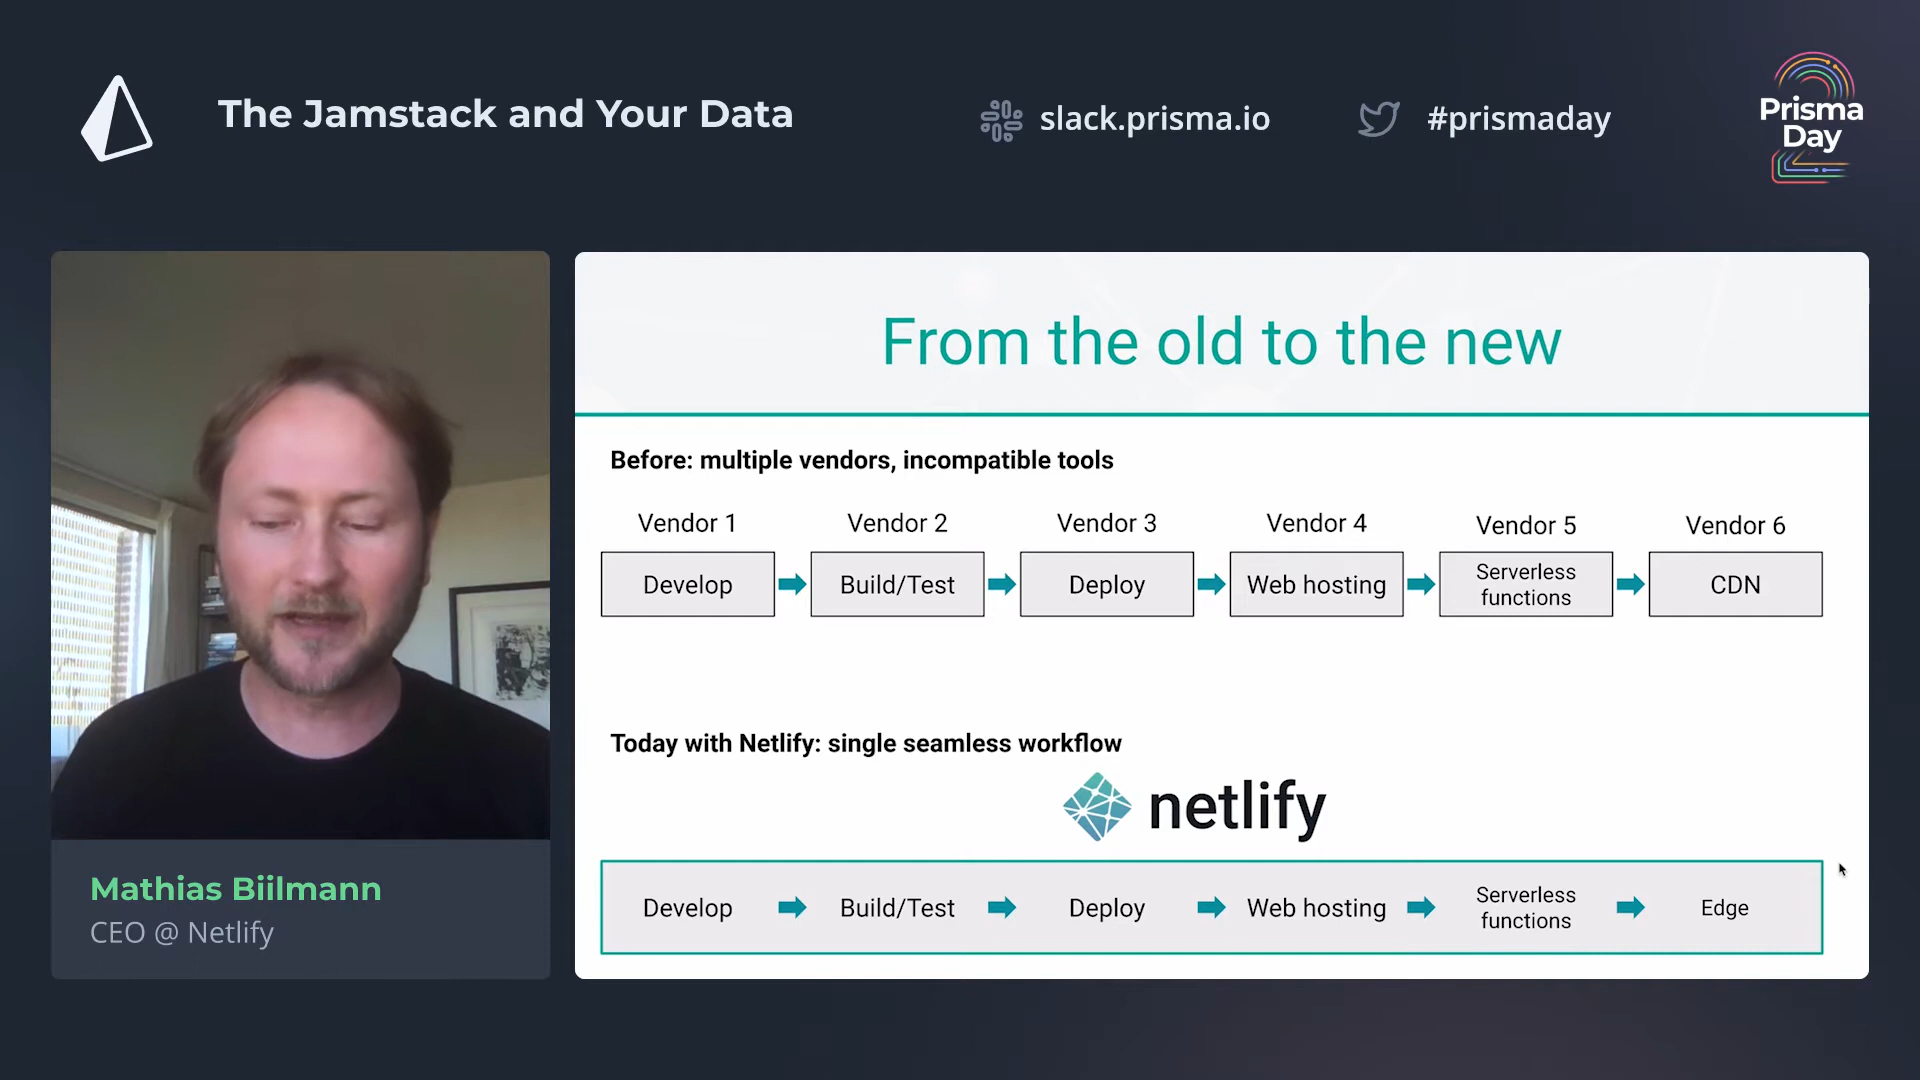 The Jamstack and Your Data
slack.prisma.io
#prismaday
Prisma
Day
From the old to the new
Before: multiple vendors, incompatible tools
Vendor 1
Vendor 2
Vendor 3
Vendor 4
Vendor 5
Vendor 6
Develop
Build/Test
Deploy
Web hosting
Serverless
functions
CDN
Today with Netlify: single seamless workflow
netlify
Develop
Build/Test
Deploy
Web hosting
Serverless
functions
Edge
Mathias Biilmann
CEO @ Netlify